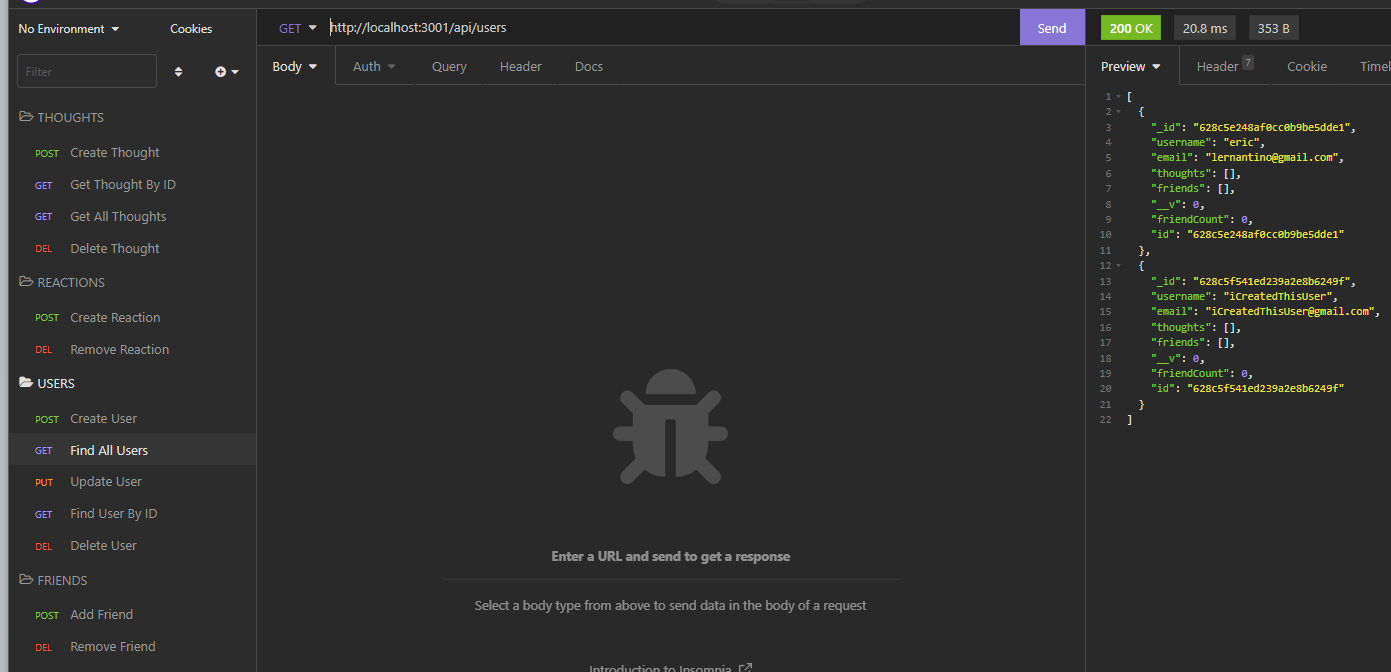 No Environment
Cookies
Filter
THOUGHTS
POST Create Thought
GET Get Thought By ID
GET Get All Thoughts
DEL Delete Thought
REACTIONS
POST Create Reaction
DEL Remove Reaction
USERS
POST Create User
GET Find All Users
PUT Update User
GET Find User By ID
DEL Delete User
FRIENDS
POST Add Friend
DEL Remove Friend
GET http://localhost:3001/api/users Send
Body Auth Query Header Docs
Enter a URL and send to get a response
Select a body type from above to send data in the body of a request
Introduction to Insomnia
200 OK 20.8 ms 353 B
Preview Header 7 Cookie Timel
1 [
2 {
3 "_id": "628c5e248af0cc0b9be5dde1",
4 "username": "eric",
5 "email": "lernantino@gmail.com",
6 "thoughts": [],
7 "friends": [],
8 "__v": 0,
9 "friendCount": 0,
10 "id": "628c5e248af0cc0b9be5dde1"
11 },
12 {
13 "_id": "628c5f541ed239a2e8b6249f",
14 "username": "iCreatedThisUser",
15 "email": "iCreatedThisUser@gmail.com",
16 "thoughts": [],
17 "friends": [],
18 "__v": 0,
19 "friendCount": 0,
20 "id": "628c5f541ed239a2e8b6249f"
21 }
22 ]